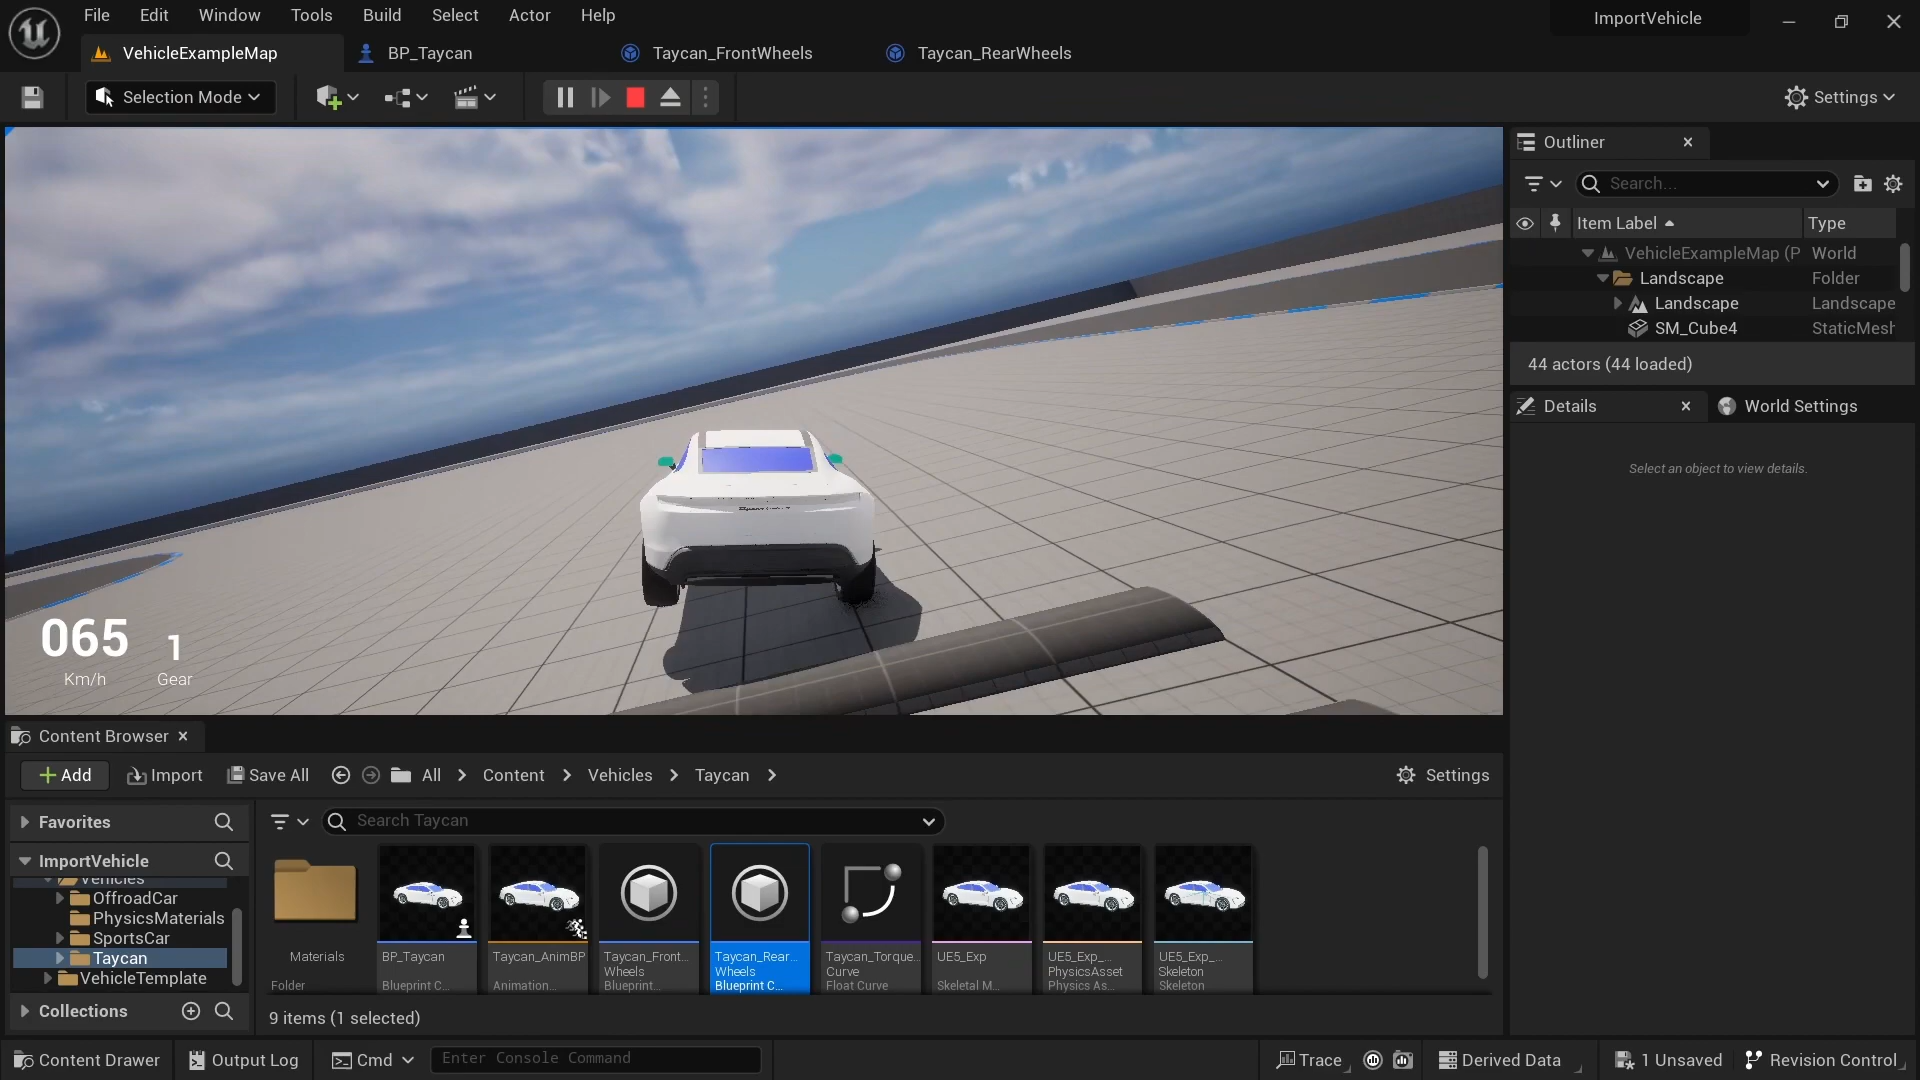 File Edit Window Tools Build Select Actor Help
ImportVehicle
VehicleExampleMap
BP_Taycan
Taycan_FrontWheels
Taycan_RearWheels
Selection Mode
Settings
065
Km/h
1
Gear
Outliner
Search...
Item Label
Type
VehicleExampleMap (P World
Landscape Folder
Landscape Landscape
SM_Cube4 StaticMesh
44 actors (44 loaded)
Details
World Settings
Select an object to view details.
Content Browser
Add
Import
Save All
All
Content
Vehicles
Taycan
Settings
Favorites
ImportVehicle
Vehicles
OffroadCar
PhysicsMaterials
SportsCar
Taycan
VehicleTemplate
Collections
Search Taycan
Materials
Folder
BP_Taycan
Blueprint C...
Taycan_AnimBP
Animation...
Taycan_Front...
Wheels
Blueprint...
Taycan_Rear...
Wheels
Blueprint C...
Taycan_Torque...
Curve
Float Curve
UE5_Exp
Skeletal M...
UE5_Exp_...
PhysicsAsset
Physics As...
UE5_Exp_...
Skeleton
Skeleton
9 items (1 selected)
Content Drawer
Output Log
Cmd
Enter Console Command
Trace
Derived Data
1 Unsaved
Revision Control